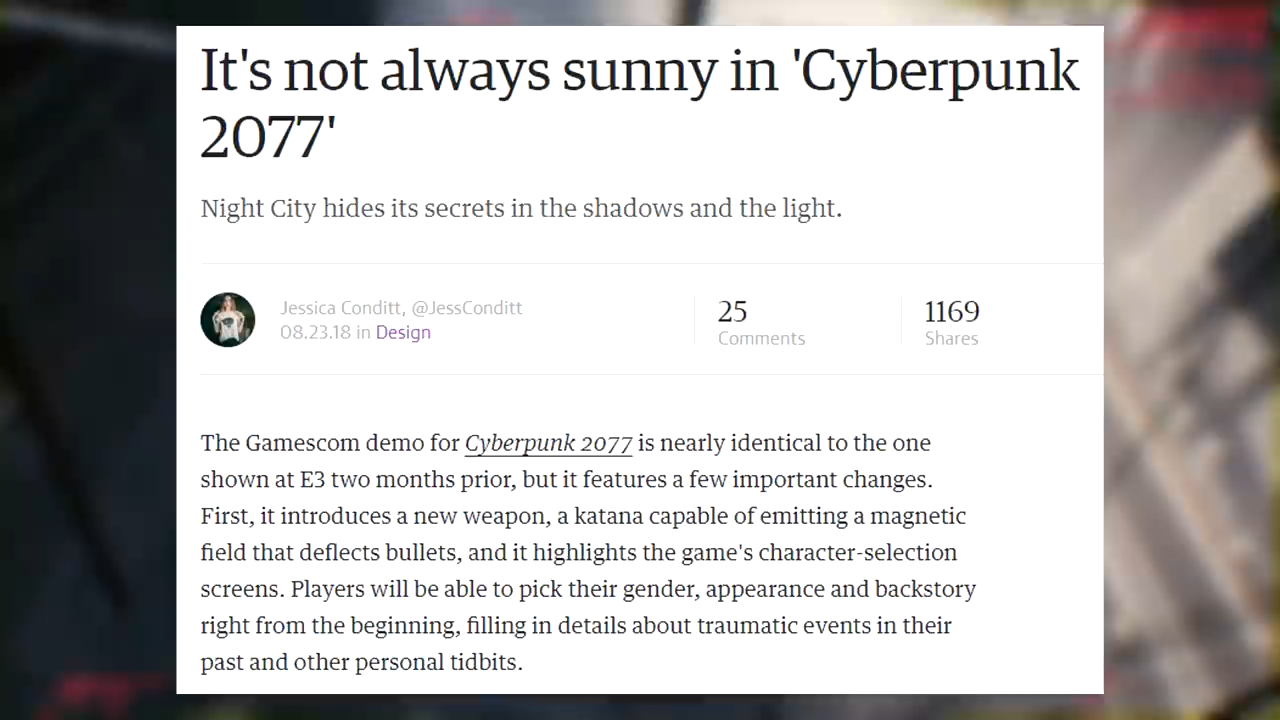 It's not always sunny in 'Cyberpunk
2077'
Night City hides its secrets in the shadows and the light.
Jessica Conditt, @JessConditt
08.23.18 in Design
25
Comments
1169
Shares
The Gamescom demo for Cyberpunk 2077 is nearly identical to the one
shown at E3 two months prior, but it features a few important changes.
First, it introduces a new weapon, a katana capable of emitting a magnetic
field that deflects bullets, and it highlights the game's character-selection
screens. Players will be able to pick their gender, appearance and backstory
right from the beginning, filling in details about traumatic events in their
past and other personal tidbits.